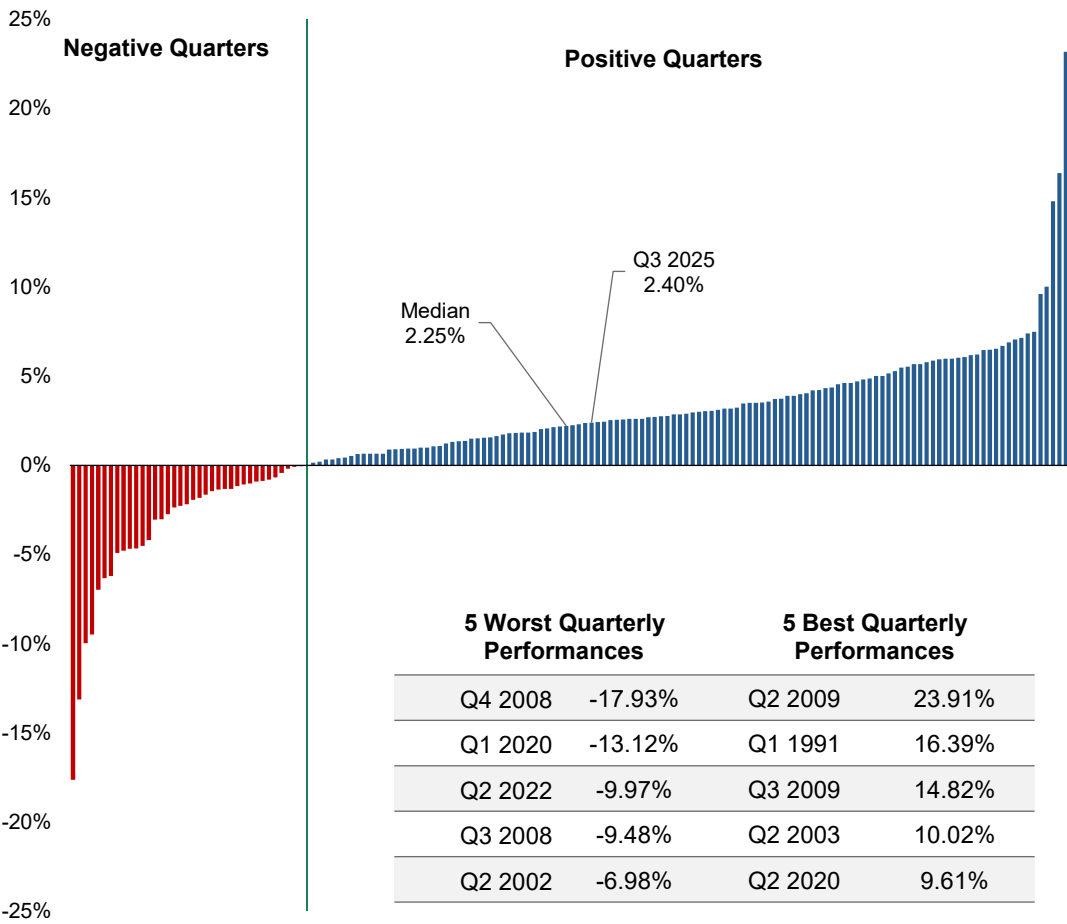 25%
Negative Quarters
Positive Quarters
20%
15%
Q3 2025
2.40%
10%
Median
2.25%
5%
0%
-5%
5 Worst Quarterly
Performances
5 Best Quarterly
Performances
-10%
Q4 2008 -17.93% Q2 2009 23.91%
Q1 2020 -13.12% Q1 1991 16.39%
-15%
Q2 2022 -9.97% Q3 2009 14.82%
-20%
Q3 2008 -9.48% Q2 2003 10.02%
Q2 2002 -6.98% Q2 2020 9.61%
-25%